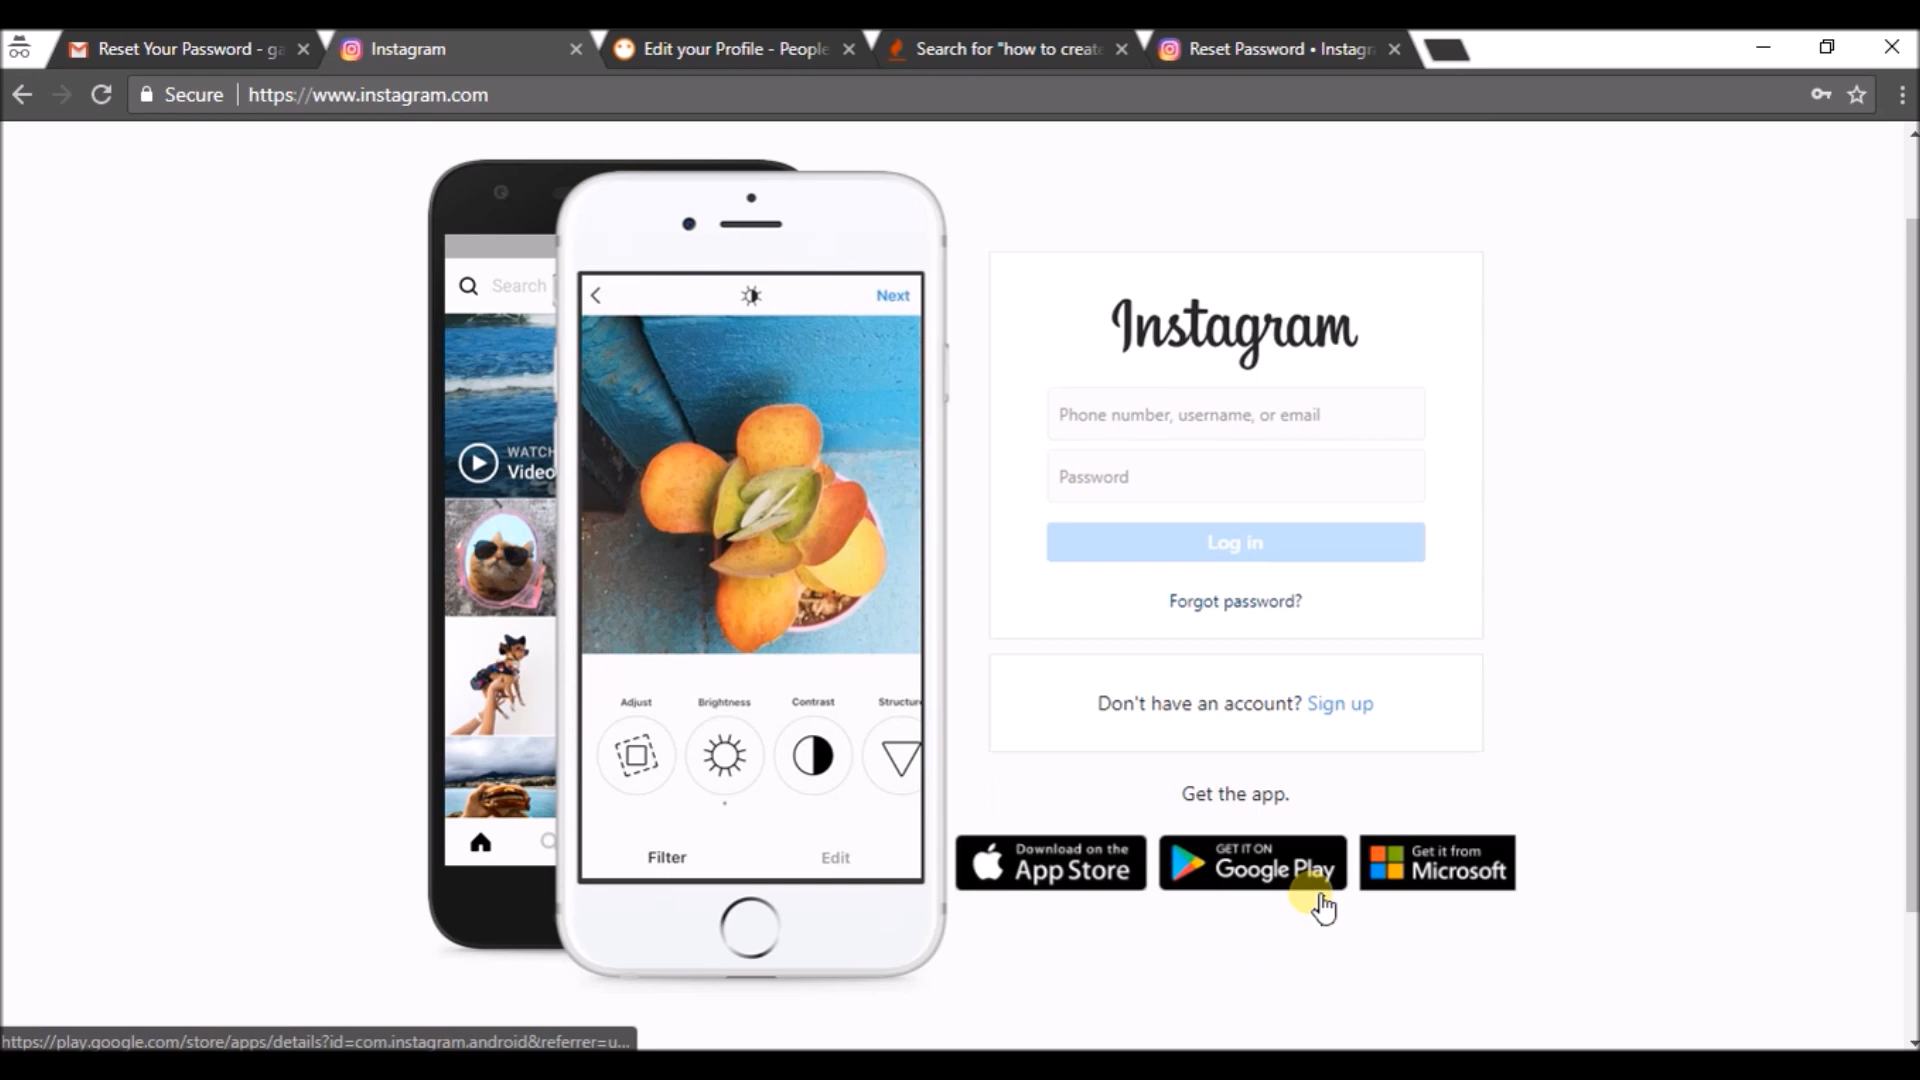 Reset Your Password - ga
Instagram
Edit your Profile - People
Search for "how to create
Reset Password • Instagr
Secure
https://www.instagram.com
Search
WATCH
Video
Next
Adjust
Brightness
Contrast
Structure
Filter
Edit
Instagram
Phone number, username, or email
Password
Log in
Forgot password?
Don't have an account? Sign up
Get the app.
Download on the
App Store
GET IT ON
Google Play
Get it from
Microsoft
https://play.google.com/store/apps/details?id=com.instagram.android&referrer=u...